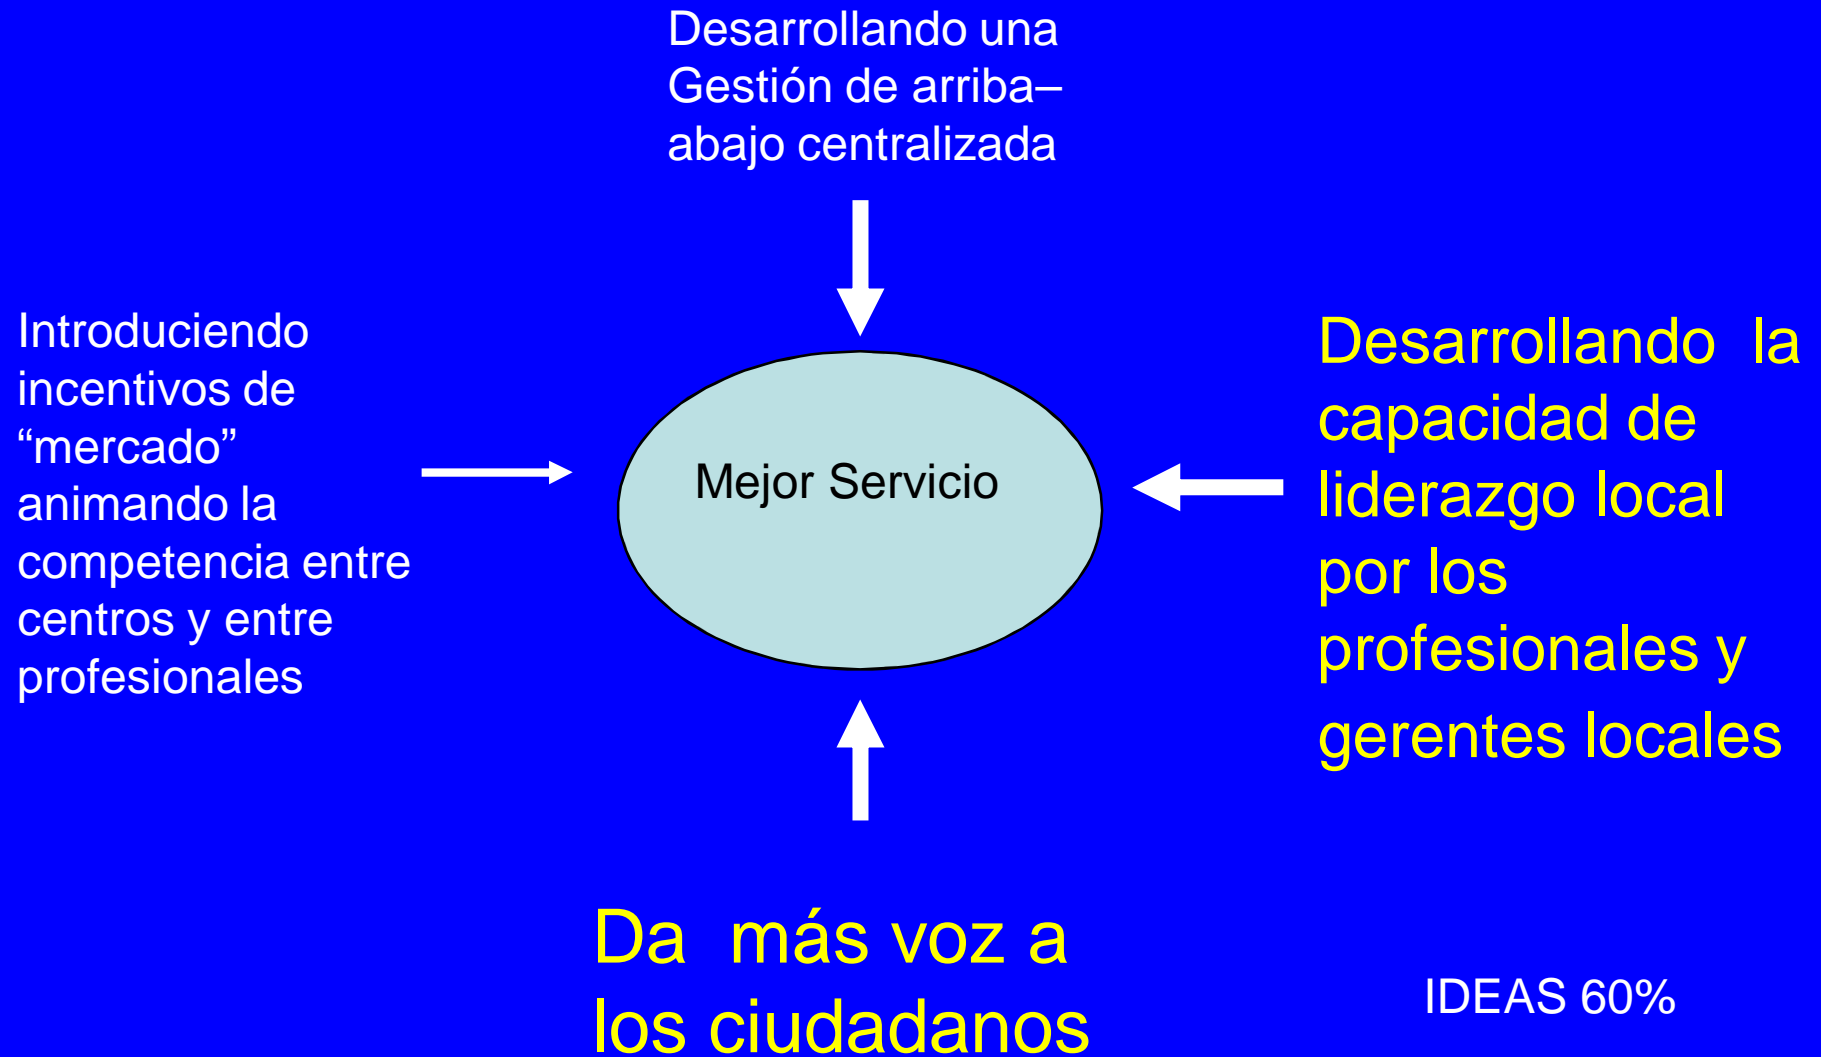 Desarrollando una
Gestión de arriba–
abajo centralizada
Introduciendo
incentivos de
“mercado”
animando la
competencia entre
centros y entre
profesionales
Mejor Servicio
Desarrollando la
capacidad de
liderazgo local
por los
profesionales y
gerentes locales
Da más voz a
los ciudadanos
IDEAS 60%